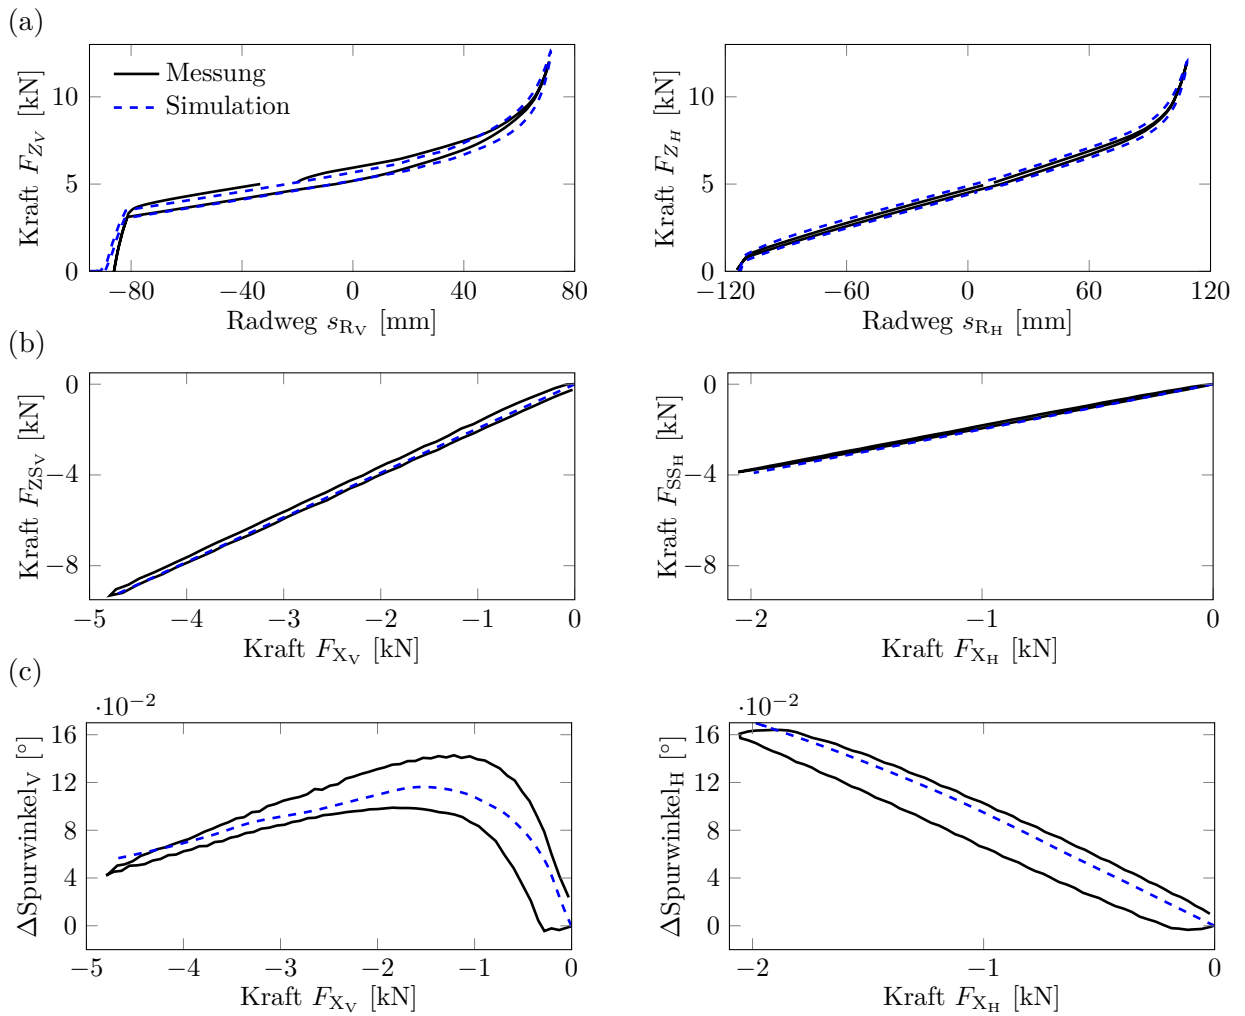 (a)
Kraft F_{Z_V} [kN]
10
5
0
Messung
Simulation
−80 −40 0 40 80
Radweg s_{R_V} [mm]
Kraft F_{Z_H} [kN]
10
5
0
−120 −60 0 60 120
Radweg s_{R_H} [mm]
(b)
Kraft F_{ZS_V} [kN]
0
−4
−8
−5 −4 −3 −2 −1 0
Kraft F_{X_V} [kN]
Kraft F_{SS_H} [kN]
0
−4
−8
−2 −1 0
Kraft F_{X_H} [kN]
(c)
·10^{−2}
ΔSpurwinkel_V [°]
16
12
8
4
0
−5 −4 −3 −2 −1 0
Kraft F_{X_V} [kN]
·10^{−2}
ΔSpurwinkel_H [°]
16
12
8
4
0
−2 −1 0
Kraft F_{X_H} [kN]